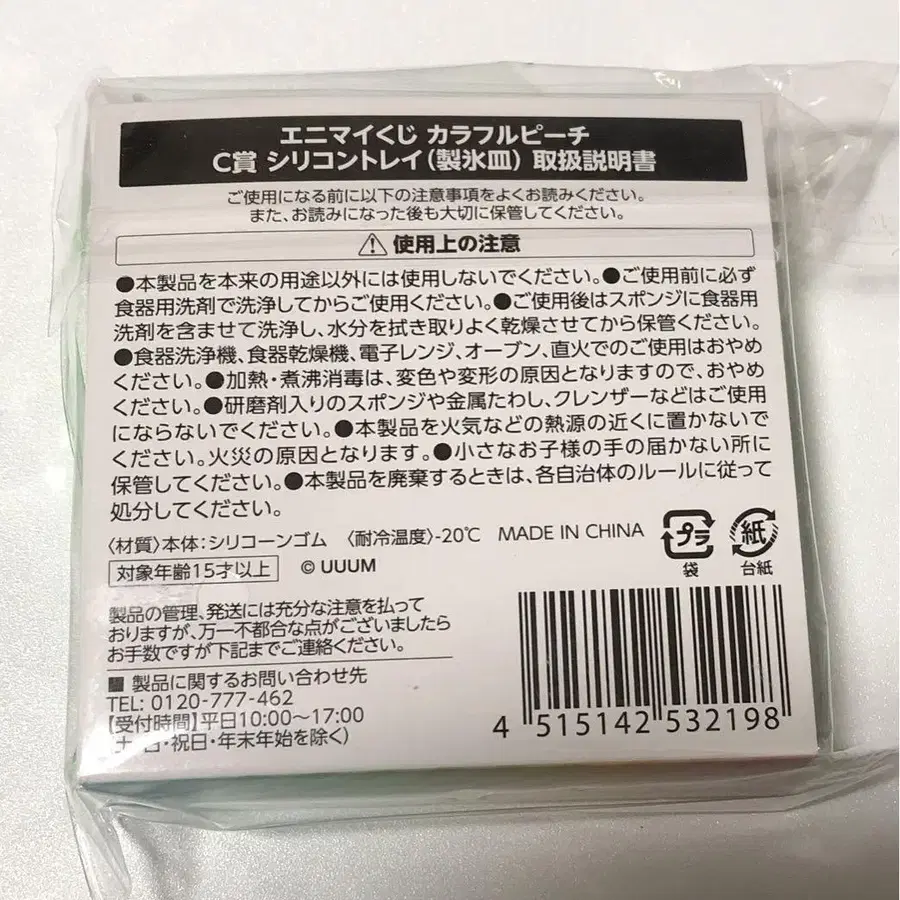 エニマイくじ カラフルピーチ
C賞 シリコントレイ(製氷皿) 取扱説明書
ご使用になる前に以下の注意事項をよくお読みください。
また、お読みになった後も大切に保管してください。
使用上の注意
●本製品を本来の用途以外には使用しないでください。●ご使用前に必ず
食器用洗剤で洗浄してからご使用ください。●ご使用後はスポンジに食器用
洗剤を含ませて洗浄し、水分を拭き取りよく乾燥させてから保管ください。
●食器洗浄機、食器乾燥機、電子レンジ、オーブン、直火でのご使用はおやめ
ください。●加熱・煮沸消毒は、変色や変形の原因となりますので、おやめ
ください。●研磨剤入りのスポンジや金属たわし、クレンザーなどはご使用
にならないでください。●本製品を火気などの熱源の近くに置かないで
ください。火災の原因となります。●小さなお子様の手の届かない所に
保管してください。●本製品を廃棄するときは、各自治体のルールに従って
処分してください。
〈材質〉本体:シリコーンゴム 〈耐冷温度〉-20℃ MADE IN CHINA
プラ
袋
紙
台紙
対象年齢15才以上 © UUUM
製品の管理、発送には充分な注意を払って
おりますが、万一不都合な点がございましたら
お手数ですが下記までご連絡ください。
■ 製品に関するお問い合わせ先
TEL: 0120-777-462
【受付時間】平日10:00〜17:00
(土・日・祝日・年末年始を除く)
4 515142 532198